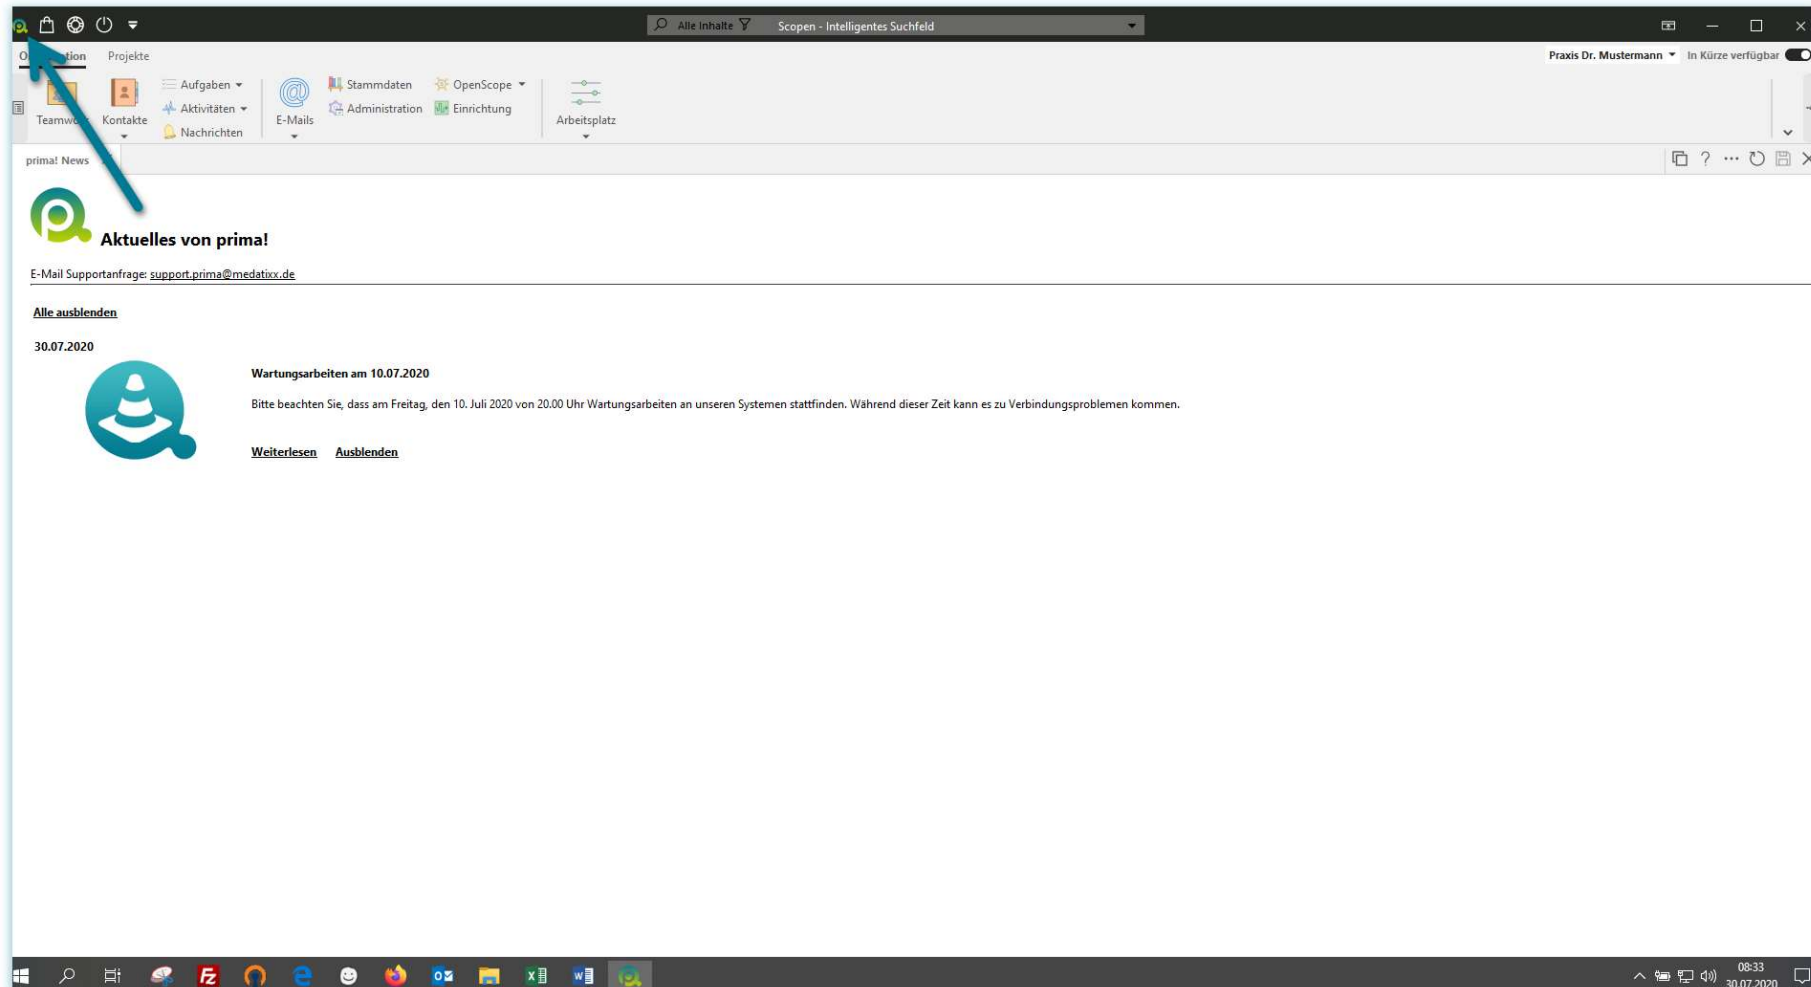 Alle Inhalte Scopen - Intelligentes Suchfeld
Projekte
Praxis Dr. Mustermann In Kürze verfügbar
Aufgaben
Stammdaten
OpenScope
Aktivitäten
Administration
Einrichtung
Kontakte
E-Mails
Arbeitsplatz
Nachrichten
prima! News
Aktuelles von prima!
E-Mail Supportanfrage: support.prima@medatixx.de
Alle ausblenden
30.07.2020
Wartungsarbeiten am 10.07.2020
Bitte beachten Sie, dass am Freitag, den 10. Juli 2020 von 20.00 Uhr Wartungsarbeiten an unseren Systemen stattfinden. Während dieser Zeit kann es zu Verbindungsproblemen kommen.
Weiterlesen Ausblenden
08:33
30.07.2020